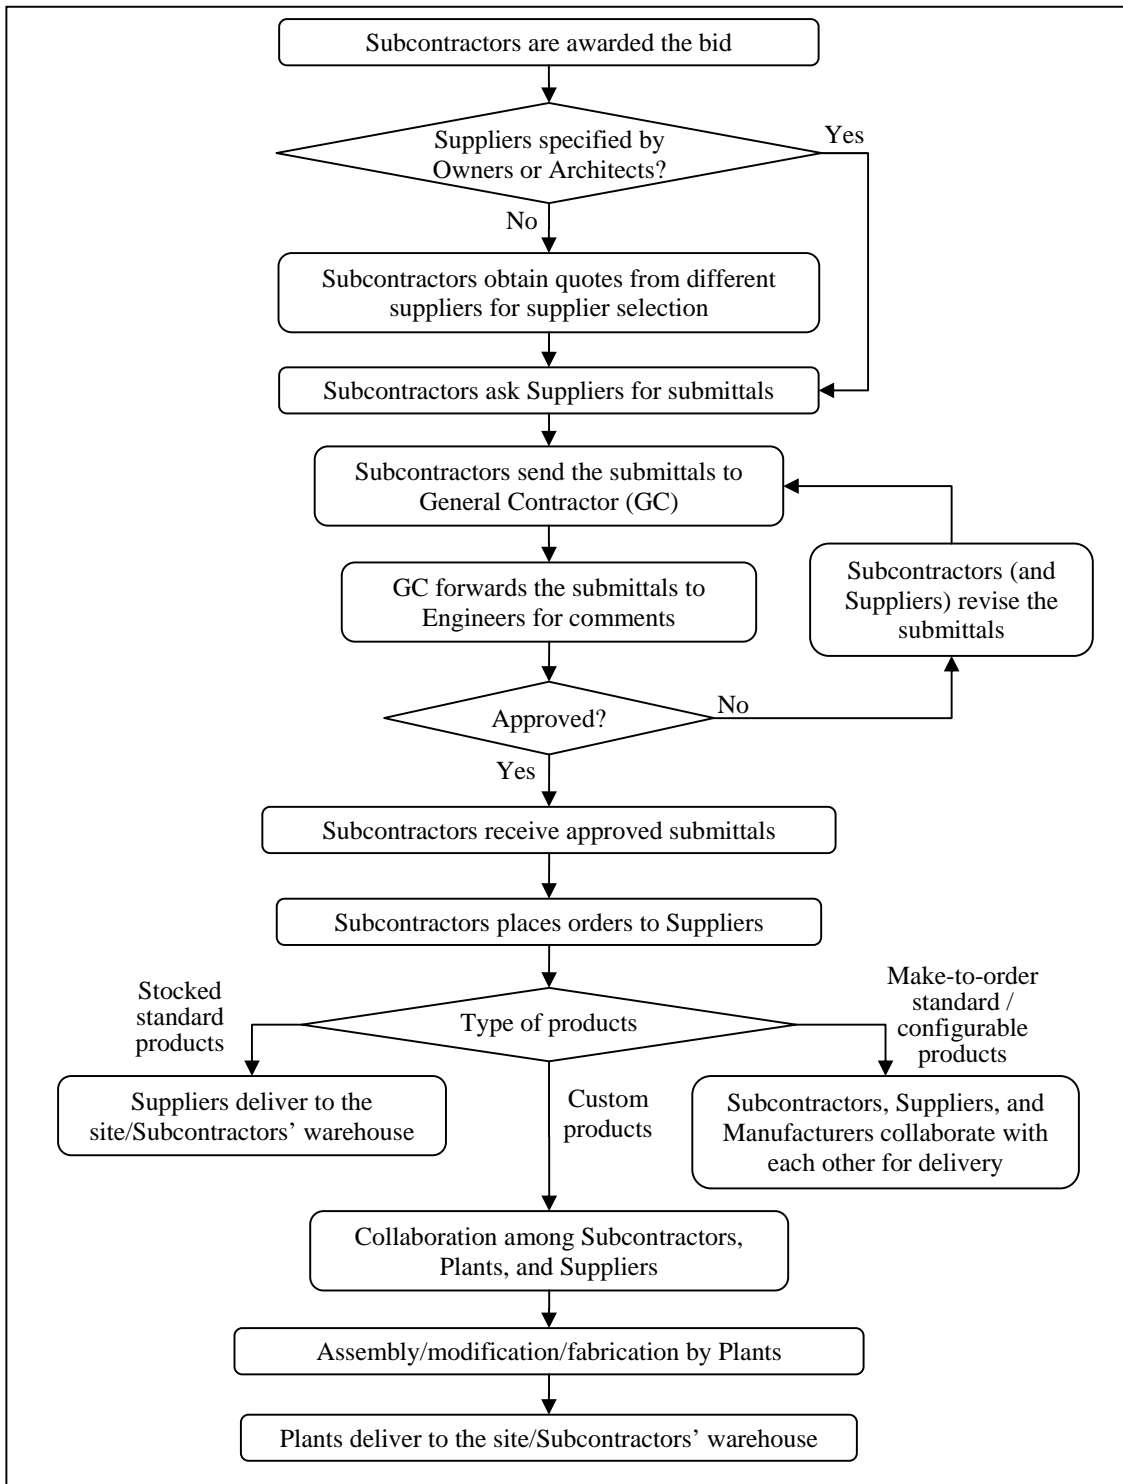 Subcontractors are awarded the bid
Suppliers specified by
Owners or Architects?
Yes
No
Subcontractors obtain quotes from different
suppliers for supplier selection
Subcontractors ask Suppliers for submittals
Subcontractors send the submittals to
General Contractor (GC)
GC forwards the submittals to
Engineers for comments
Subcontractors (and
Suppliers) revise the
submittals
Approved?
No
Yes
Subcontractors receive approved submittals
Subcontractors places orders to Suppliers
Type of products
Stocked
standard
products
Make-to-order
standard /
configurable
products
Suppliers deliver to the
site/Subcontractors’ warehouse
Custom
products
Subcontractors, Suppliers, and
Manufacturers collaborate with
each other for delivery
Collaboration among Subcontractors,
Plants, and Suppliers
Assembly/modification/fabrication by Plants
Plants deliver to the site/Subcontractors’ warehouse